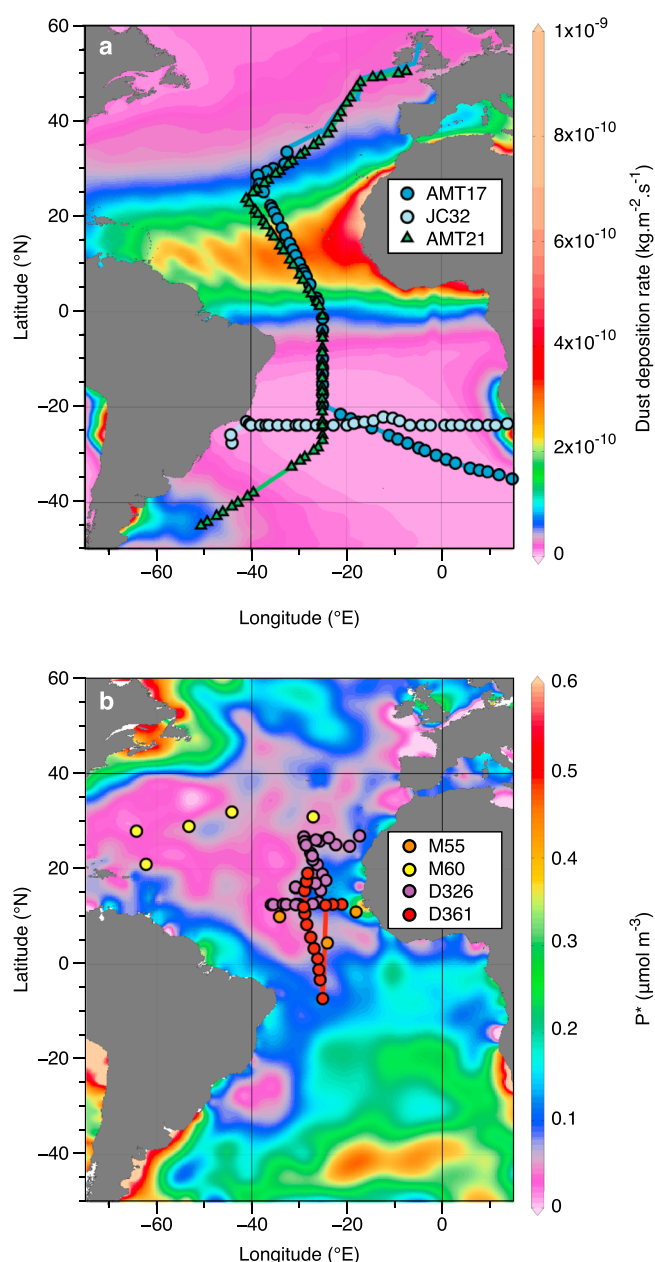 a
60
40
20
0
−20
−40
−60
−40
−20
0
Latitude (°N)
Longitude (°E)
AMT17
JC32
AMT21
1x10⁻⁹
8x10⁻¹⁰
6x10⁻¹⁰
4x10⁻¹⁰
2x10⁻¹⁰
0
Dust deposition rate (kg.m⁻².s⁻¹)
b
60
40
20
0
−20
−40
−60
−40
−20
0
Latitude (°N)
Longitude (°E)
M55
M60
D326
D361
0.6
0.5
0.4
0.3
0.2
0.1
0
P* (µmol m⁻³)